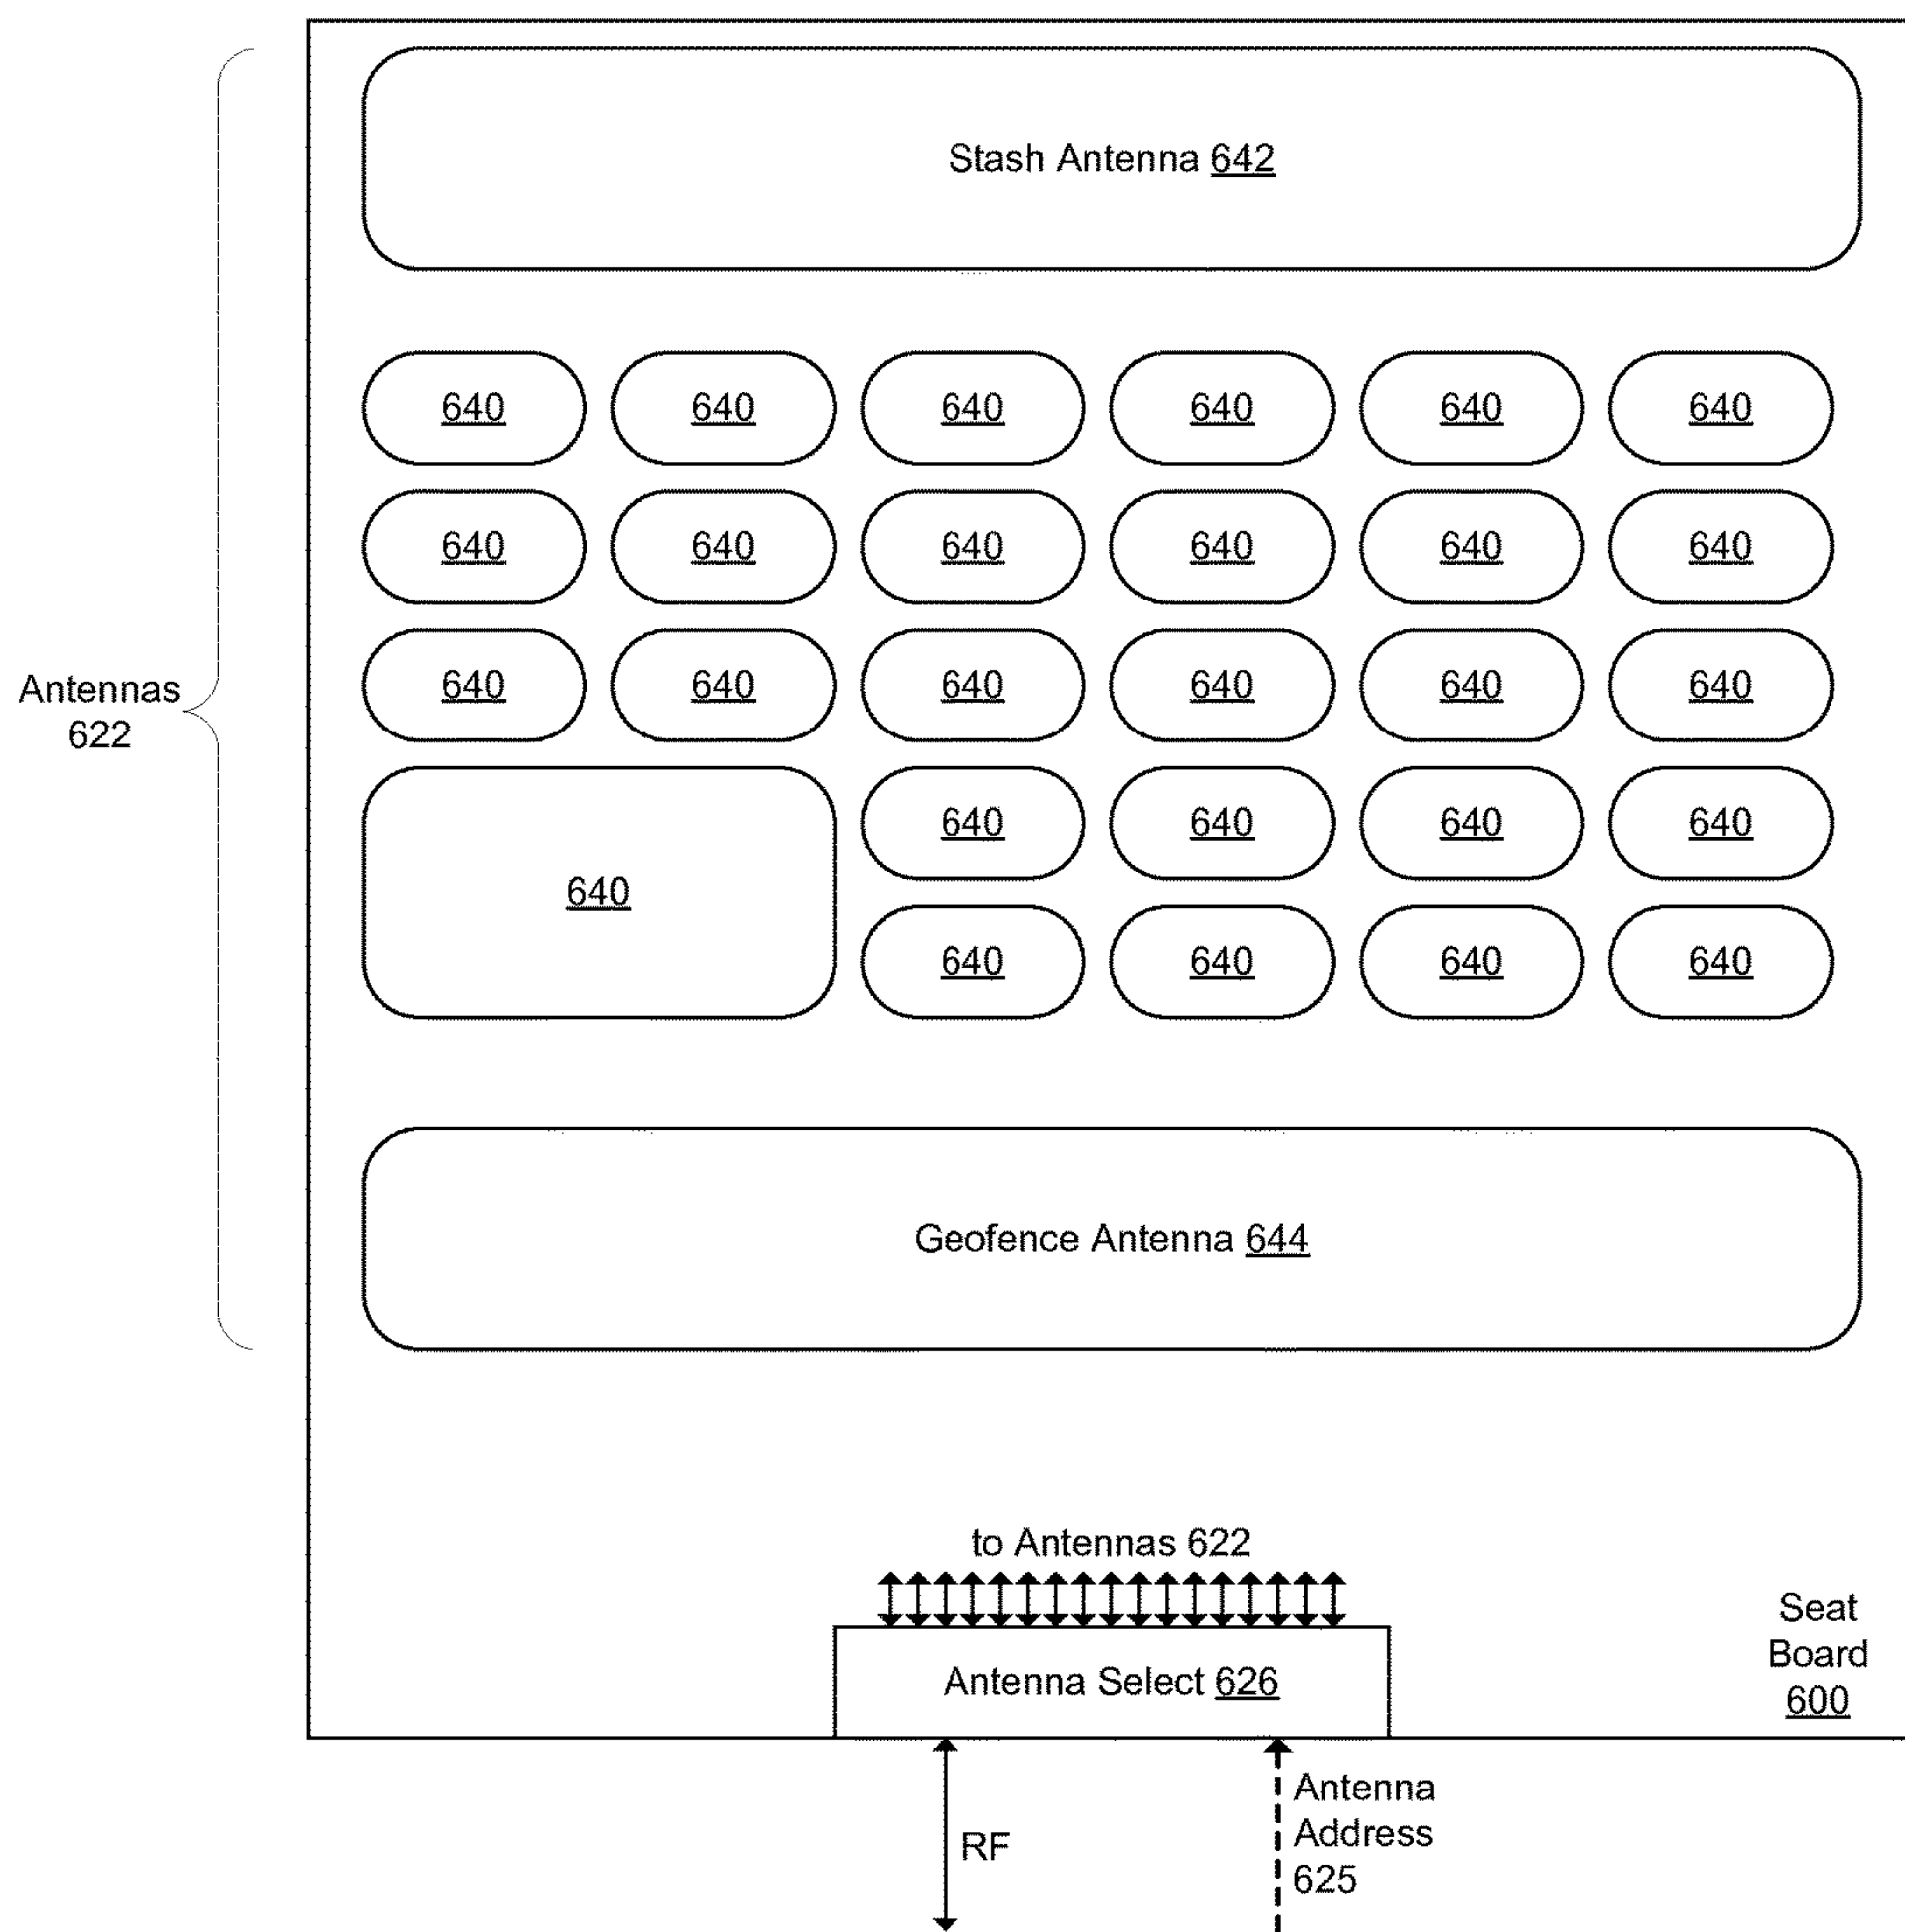 Stash Antenna 642
640 640 640 640 640 640
640 640 640 640 640 640
Antennas
622
640 640 640 640 640 640
640 640 640 640
640
640 640 640 640
Geofence Antenna 644
to Antennas 622
Antenna Select 626
Seat
Board
600
RF
Antenna
Address
625